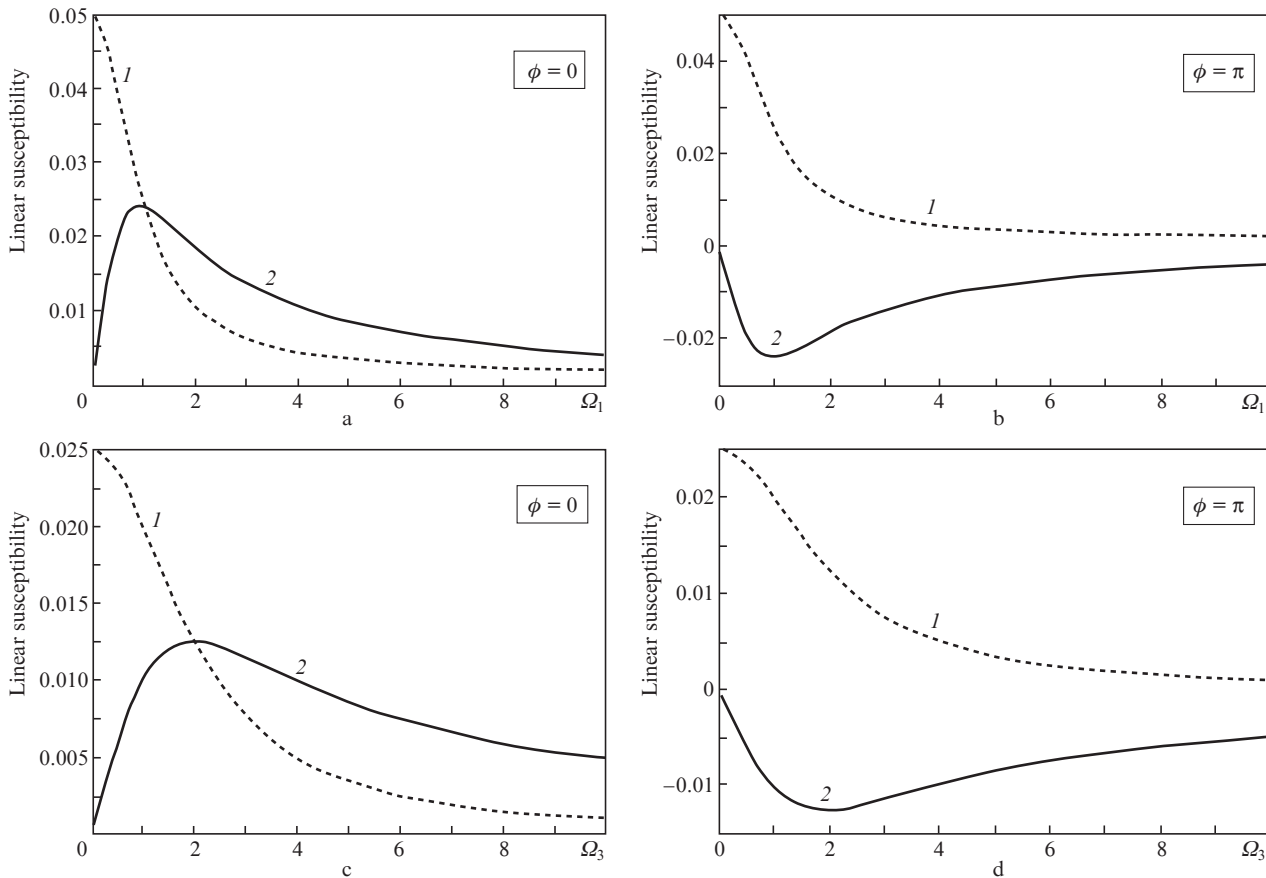 Linear susceptibility
0.05
0.04
0.03
0.02
0.01
0 2 4 6 8 Ω₁
1
2
ϕ = 0
a
Linear susceptibility
0.04
0.02
0
−0.02
0 2 4 6 8 Ω₁
1
2
ϕ = π
b
Linear susceptibility
0.025
0.020
0.015
0.010
0.005
0 2 4 6 8 Ω₃
1
2
ϕ = 0
c
Linear susceptibility
0.02
0.01
0
−0.01
0 2 4 6 8 Ω₃
1
2
ϕ = π
d